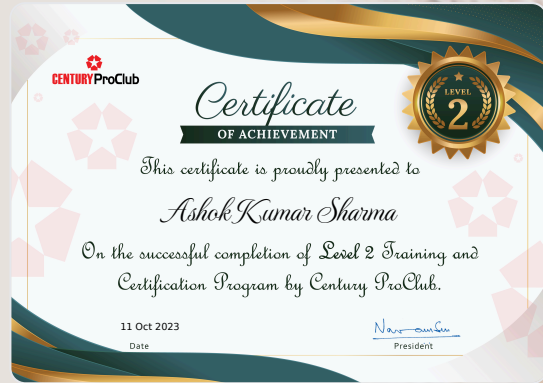 CENTURY ProClub
Certificate
OF ACHIEVEMENT
LEVEL
2
This certificate is proudly presented to
Ashok Kumar Sharma
On the successful completion of Level 2 Training and
Certification Program by Century ProClub.
11 Oct 2023
Date
President